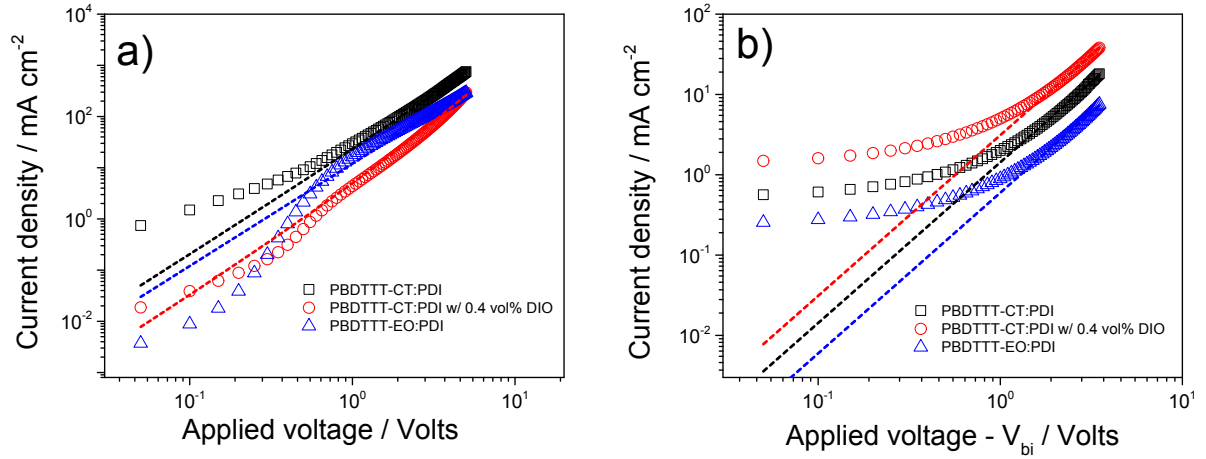 a)
10^4
10^2
10^0
10^-2
Current density / mA cm^-2
PBDTTT-CT:PDI
PBDTTT-CT:PDI w/ 0.4 vol% DIO
PBDTTT-EO:PDI
10^-1
10^0
10^1
Applied voltage / Volts
b)
10^2
10^1
10^0
10^-1
10^-2
Current density / mA cm^-2
PBDTTT-CT:PDI
PBDTTT-CT:PDI w/ 0.4 vol% DIO
PBDTTT-EO:PDI
10^-1
10^0
10^1
Applied voltage - V_bi / Volts